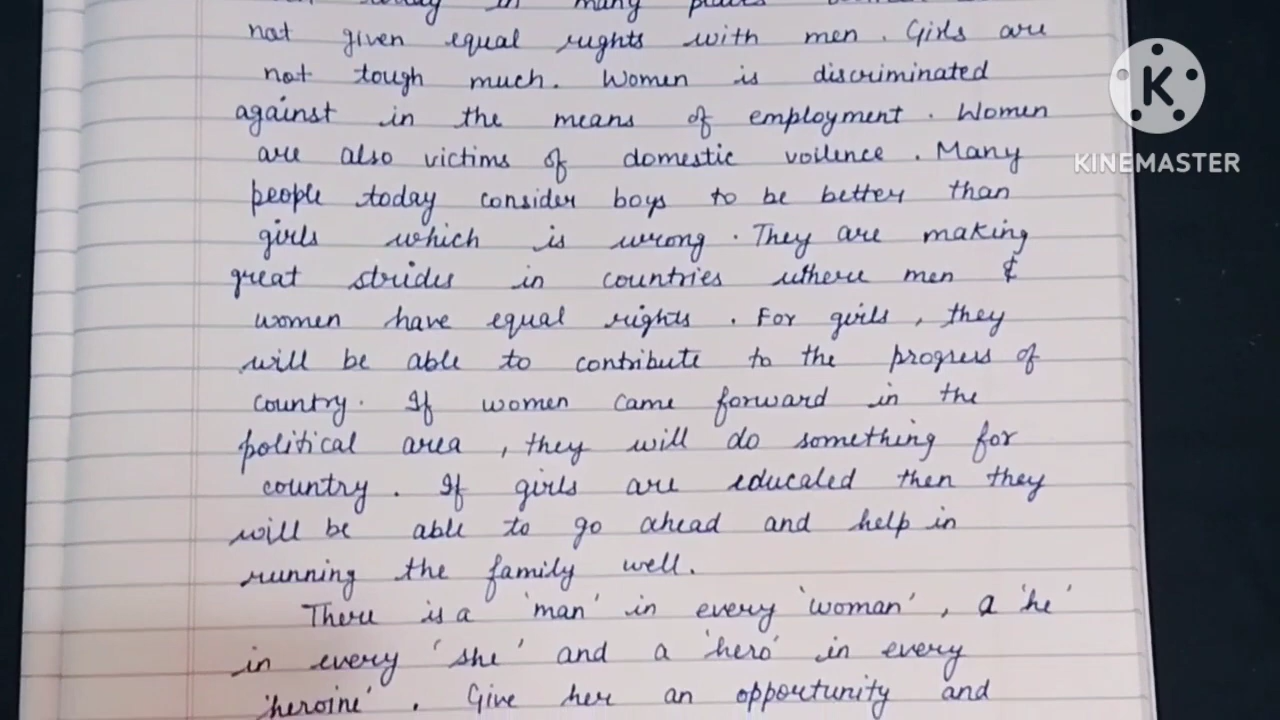 today in many
not given equal rights with men. Girls are
not tough much. Women is discriminated
against in the means of employment. Women
are also victims of domestic voilence. Many
people today consider boys to be better than
girls which is wrong. They are making
great strides in countries where men &
women have equal rights. For girls, they
will be able to contribute to the progress of
country. If women came forward in the
political area, they will do something for
country. If girls are educated then they
will be able to go ahead and help in
running the family well.
There is a 'man' in every 'woman', a 'he'
in every 'she' and a 'hero' in every
'heroine'. Give her an opportunity and
K
KINEMASTER